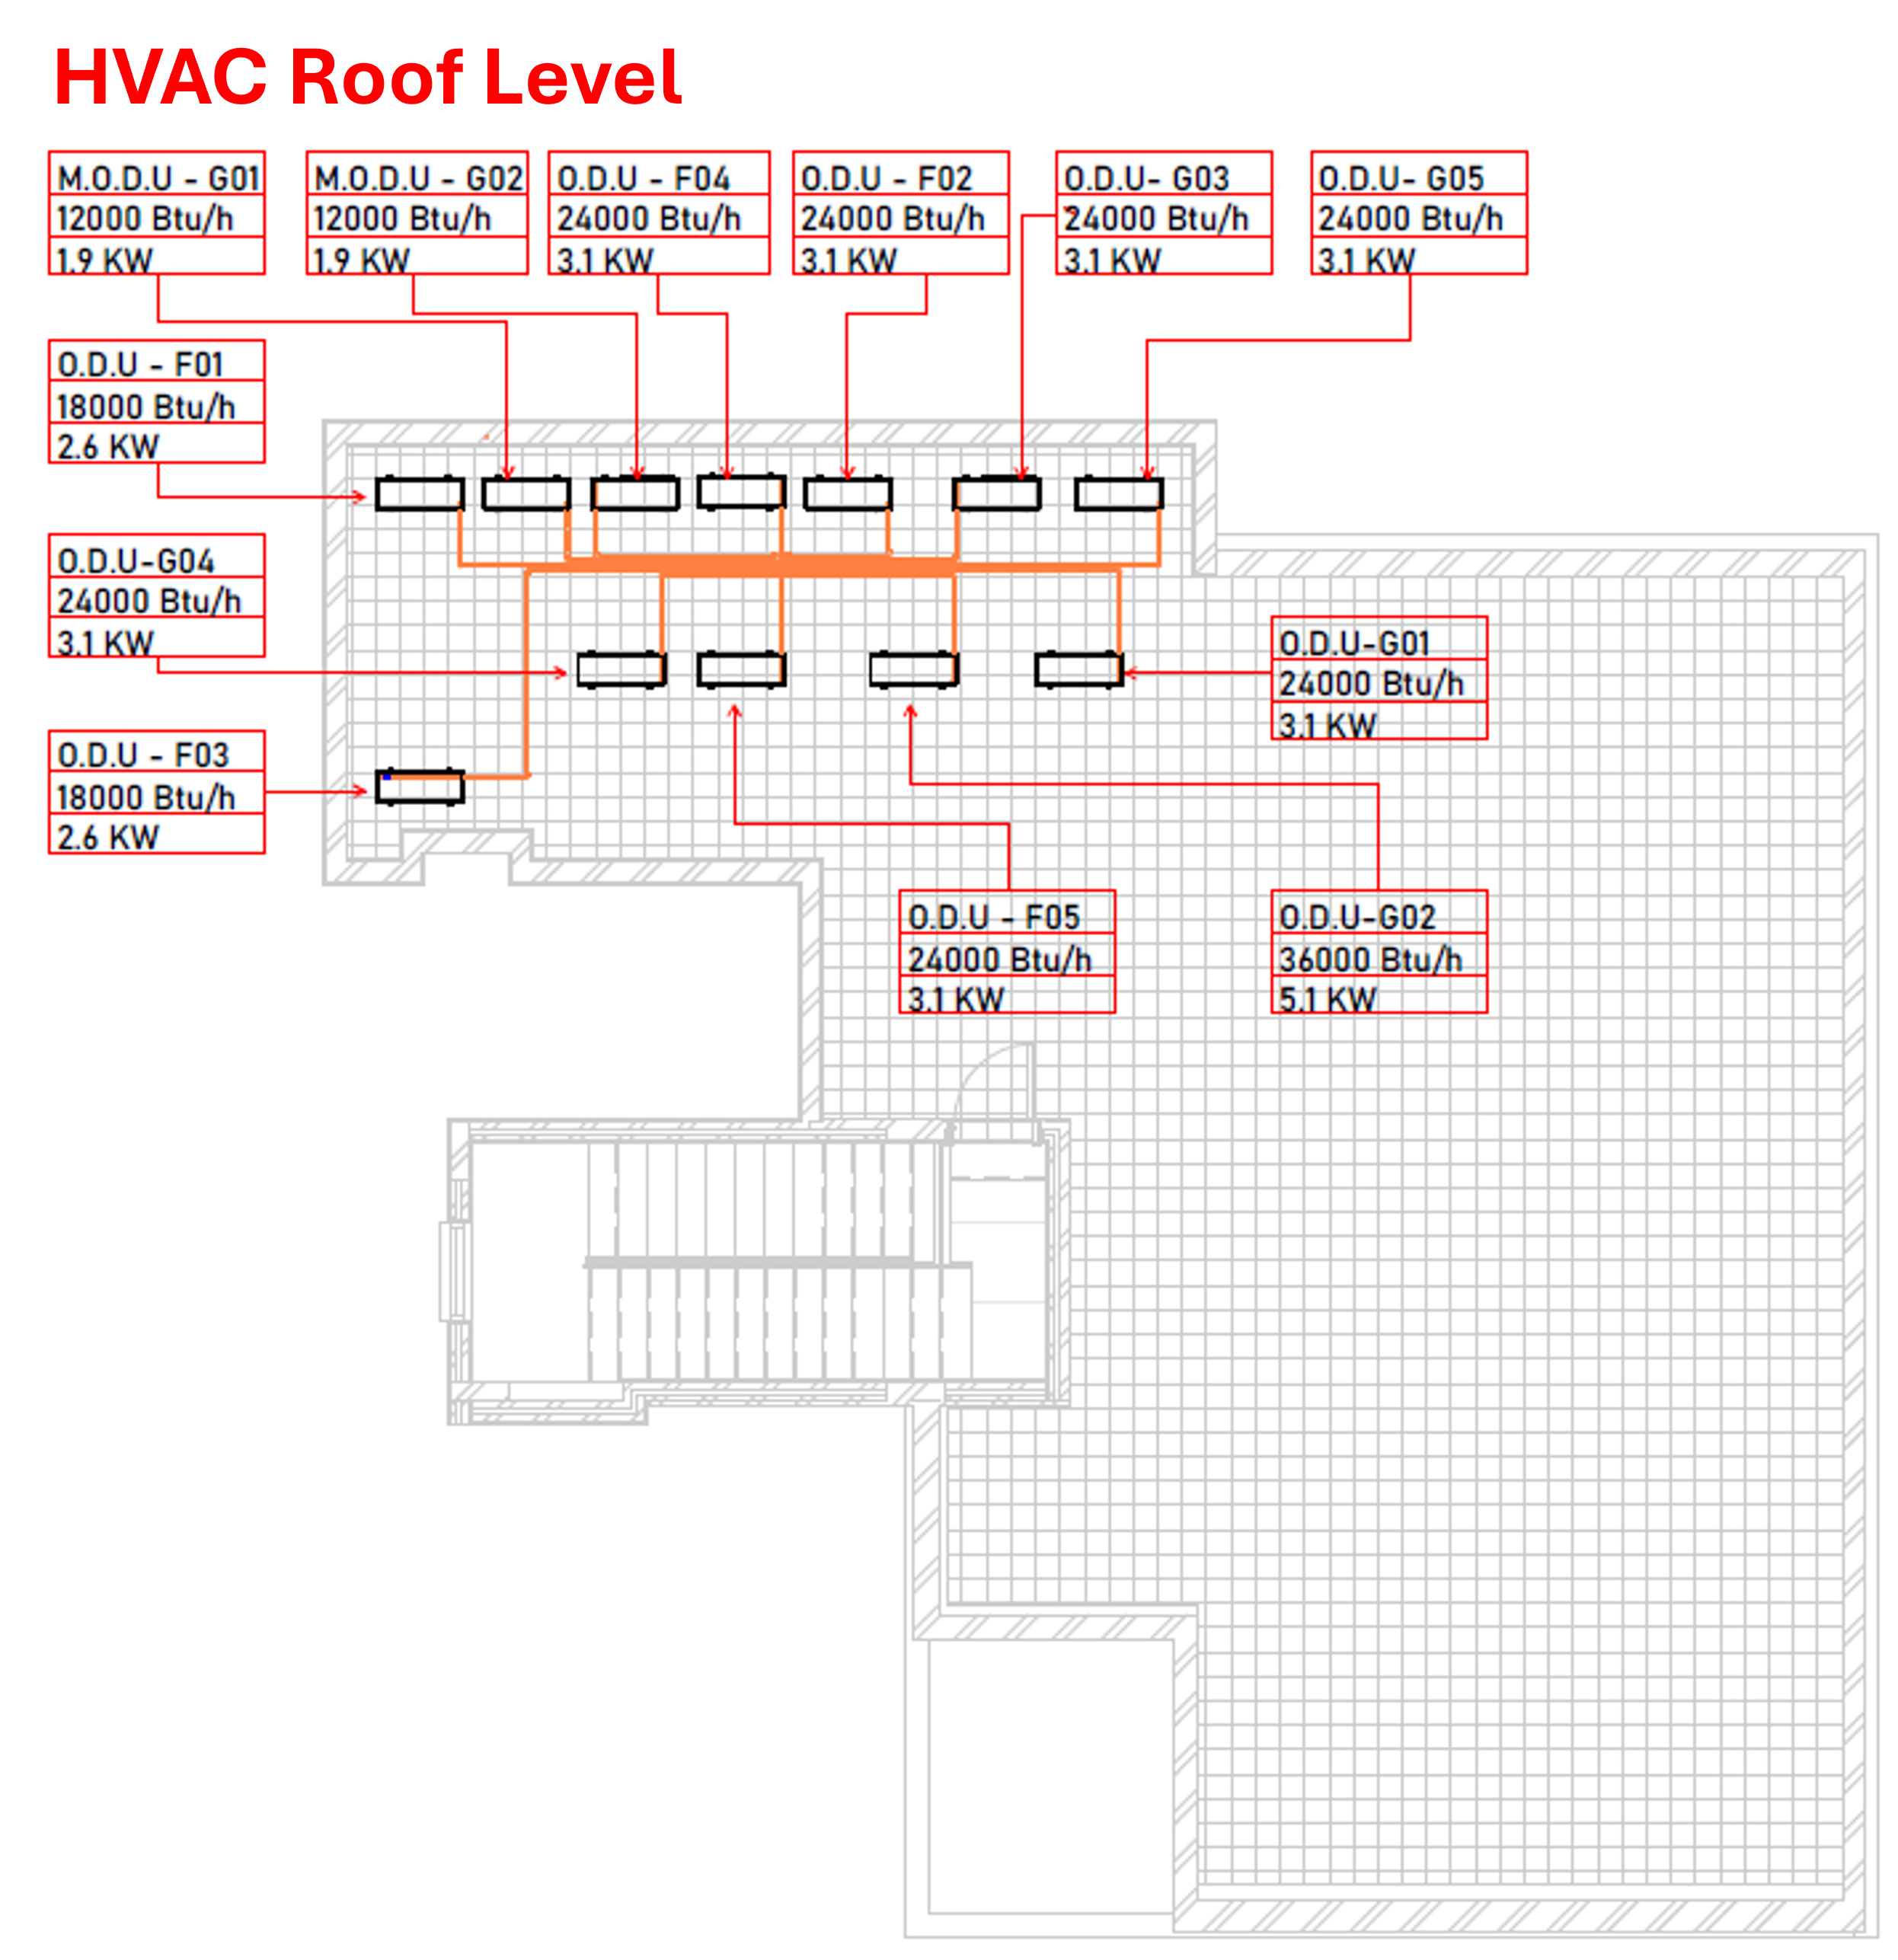 HVAC Roof Level
M.O.D.U - G01
12000 Btu/h
1.9 KW
M.O.D.U - G02
12000 Btu/h
1.9 KW
O.D.U - F04
24000 Btu/h
3.1 KW
O.D.U - F02
24000 Btu/h
3.1 KW
O.D.U- G03
24000 Btu/h
3.1 KW
O.D.U- G05
24000 Btu/h
3.1 KW
O.D.U - F01
18000 Btu/h
2.6 KW
O.D.U-G04
24000 Btu/h
3.1 KW
O.D.U-G01
24000 Btu/h
3.1 KW
O.D.U - F03
18000 Btu/h
2.6 KW
O.D.U - F05
24000 Btu/h
3.1 KW
O.D.U-G02
36000 Btu/h
5.1 KW